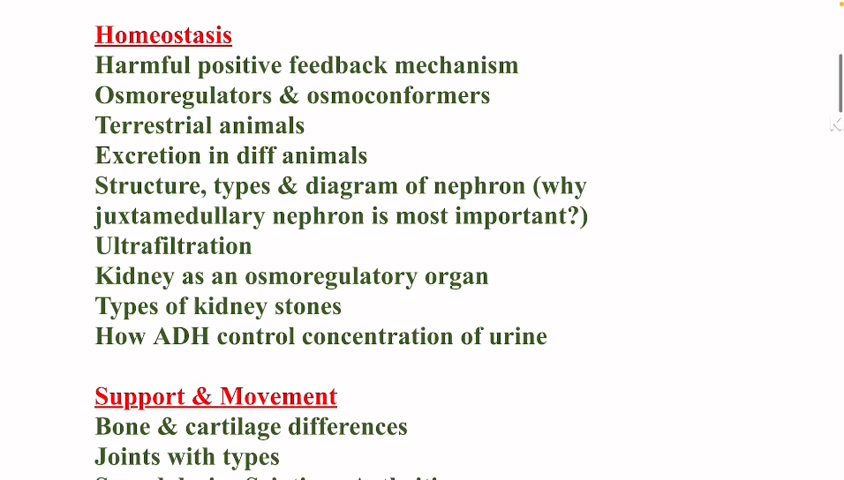 Homeostasis
Harmful positive feedback mechanism
Osmoregulators & osmoconformers
Terrestrial animals
Excretion in diff animals
Structure, types & diagram of nephron (why
juxtamedullary nephron is most important?)
Ultrafiltration
Kidney as an osmoregulatory organ
Types of kidney stones
How ADH control concentration of urine
Support & Movement
Bone & cartilage differences
Joints with types